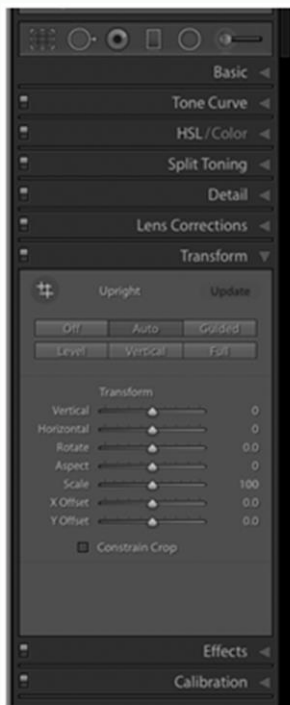 Basic
Tone Curve
HSL / Color
Split Toning
Detail
Lens Corrections
Transform
Upright Update
Off Auto Guided
Level Vertical Full
Transform
Vertical 0
Horizontal 0
Rotate 0.0
Aspect 0
Scale 100
X Offset 0.0
Y Offset 0.0
Constrain Crop
Effects
Calibration